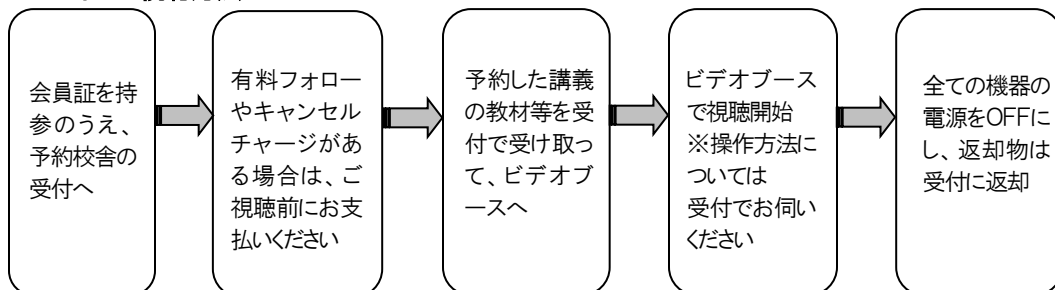 会員証を持
参のうえ、
予約校舎の
受付へ
有料フォロー
やキャンセル
チャージがあ
る場合は、ご
視聴前にお支
払いください
予約した講義
の教材等を受
付で受け取っ
て、ビデオブ
ースへ
ビデオブース
で視聴開始
※操作方法に
ついては
受付でお伺い
ください
全ての機器の
電源をOFFに
し、返却物は
受付に返却